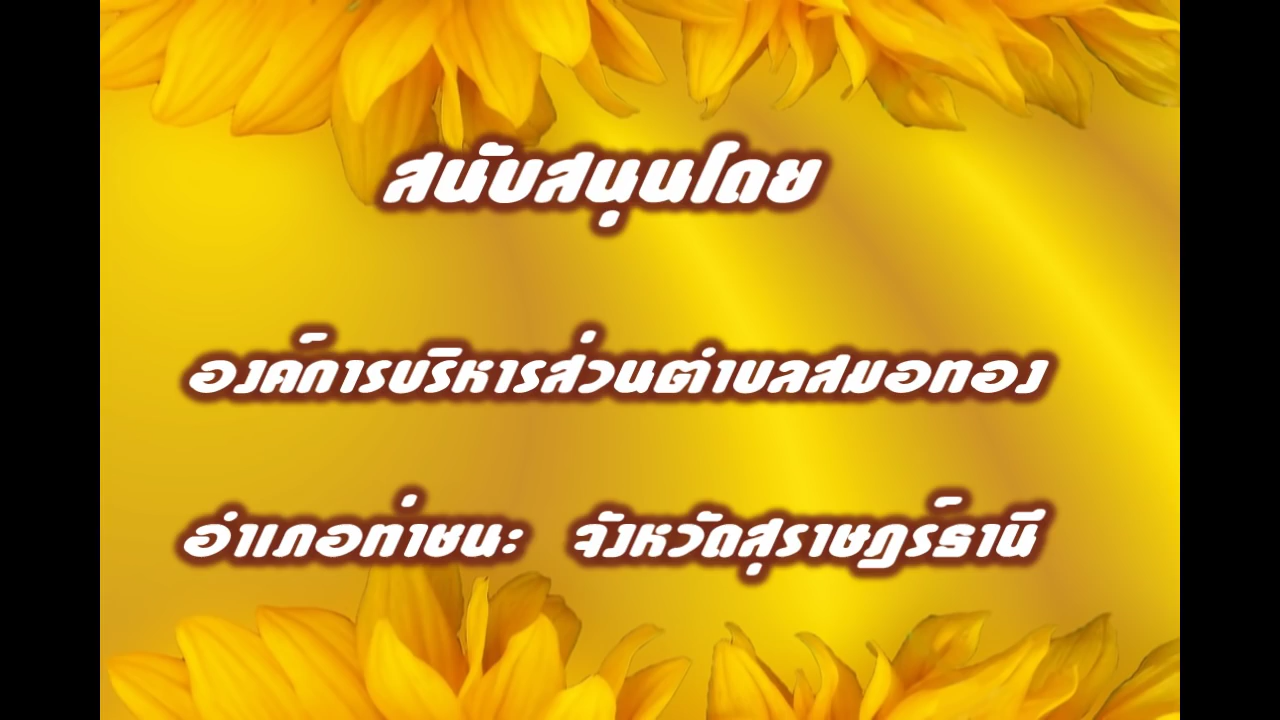 สนับสนุนโดย
องค์การบริหารส่วนตำบลสมอทอง
อำเภอท่าชนะ จังหวัดสุราษฎร์ธานี